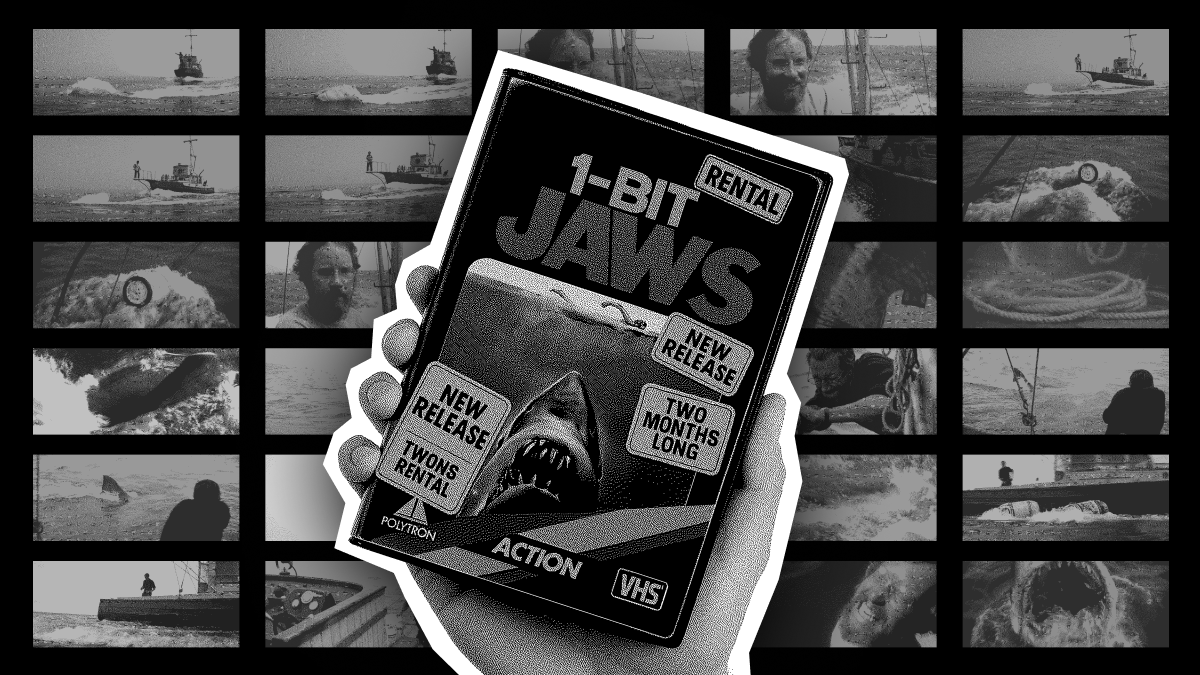 RENTAL
1-BIT
JAWS
NEW
RELEASE
TWO
MONTHS
LONG
NEW
RELEASE
TWONS
RENTAL
POLYTRON
ACTION
VHS